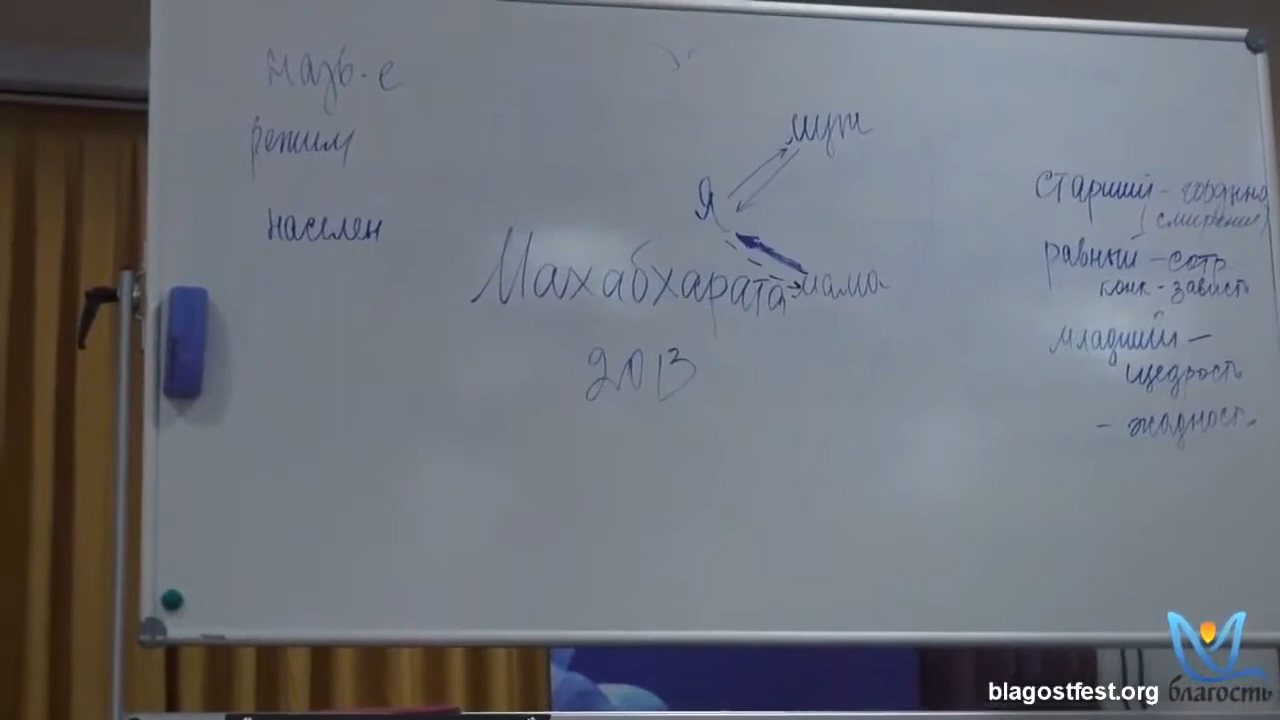 назв-е
режим
населен
муж
Я
мама
Махабхарата
2013
старший -
(смирение)
равный - сотр
конк - зависть
младший -
щедрость
- жадность
blagostfest.org
благость